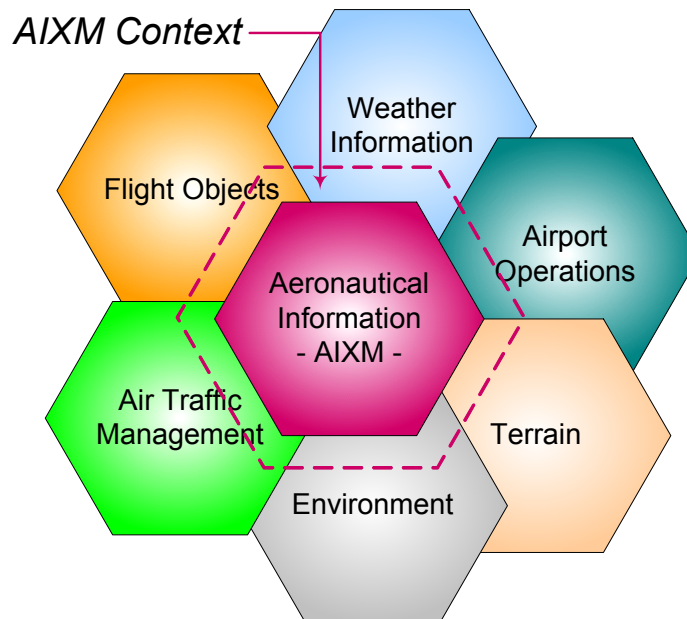 AIXM Context
Weather
Information
Flight Objects
Airport
Operations
Aeronautical
Information
- AIXM -
Air Traffic
Management
Terrain
Environment